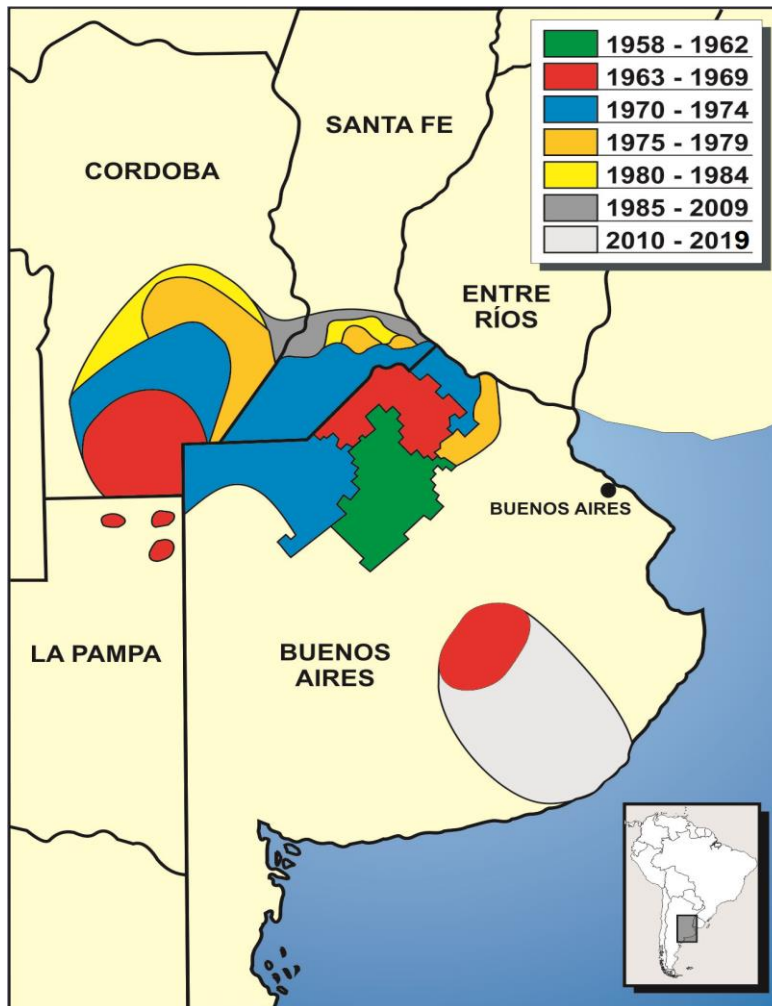 1958 - 1962
1963 - 1969
1970 - 1974
1975 - 1979
1980 - 1984
1985 - 2009
2010 - 2019
SANTA FE
CORDOBA
ENTRE
RÍOS
BUENOS AIRES
LA PAMPA
BUENOS
AIRES